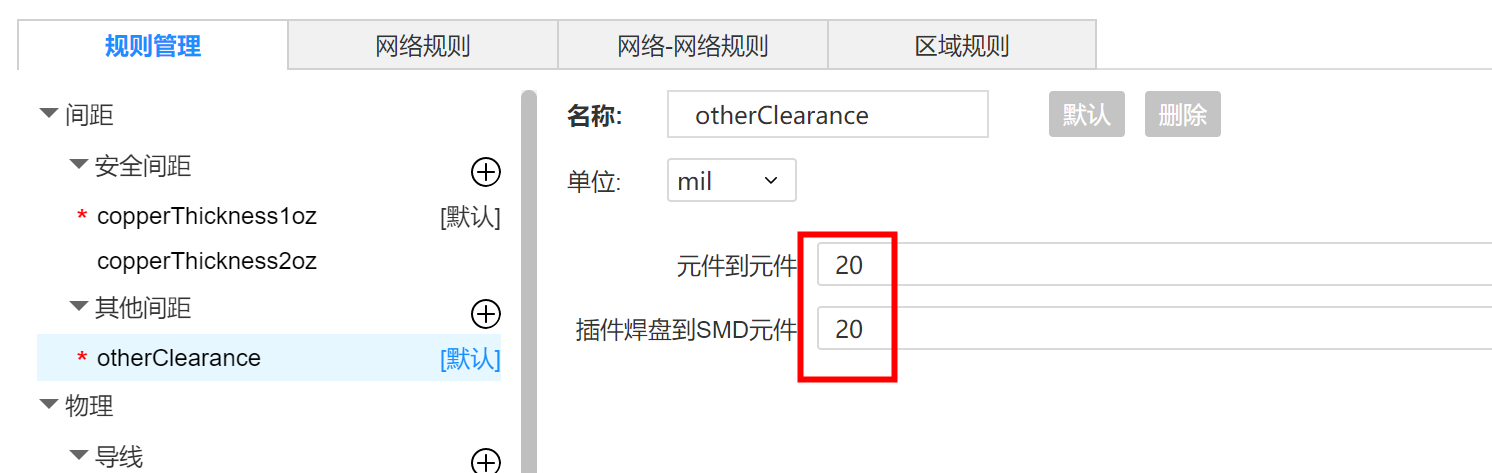 规则管理 网络规则 网络-网络规则 区域规则
间距
安全间距
* copperThickness1oz [默认]
copperThickness2oz
其他间距
* otherClearance [默认]
物理
导线
名称: otherClearance 默认 删除
单位: mil
元件到元件 20
插件焊盘到SMD元件 20